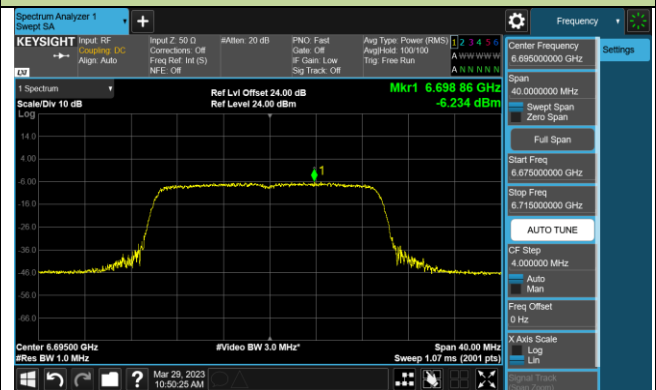 Spectrum Analyzer 1
Swept SA
Frequency
KEYSIGHT
Input: RF
Coupling: DC
Align: Auto
Input Z: 50 Ω
Corrections: Off
Freq Ref: Int (S)
NFE: Off
#Atten: 20 dB
PNO: Fast
Gate: Off
IF Gain: Low
Sig Track: Off
Avg Type: Power (RMS)
Avg|Hold: 100/100
Trig: Free Run
1 2 3 4 5 6
A W W W W W
A N N N N N
LXI
1 Spectrum
Scale/Div 10 dB
Log
Ref Lvl Offset 24.00 dB
Ref Level 24.00 dBm
Mkr1 6.698 86 GHz
-6.234 dBm
14.0
4.00
-6.00
-16.0
-26.0
-36.0
-46.0
-56.0
-66.0
1
Center 6.69500 GHz
#Res BW 1.0 MHz
#Video BW 3.0 MHz*
Span 40.00 MHz
Sweep 1.07 ms (2001 pts)
Mar 29, 2023
10:50:25 AM
Center Frequency
6.695000000 GHz
Settings
Span
40.0000000 MHz
Swept Span
Zero Span
Full Span
Start Freq
6.675000000 GHz
Stop Freq
6.715000000 GHz
AUTO TUNE
CF Step
4.000000 MHz
Auto
Man
Freq Offset
0 Hz
X Axis Scale
Log
Lin
Signal Track
(Span Zoom)